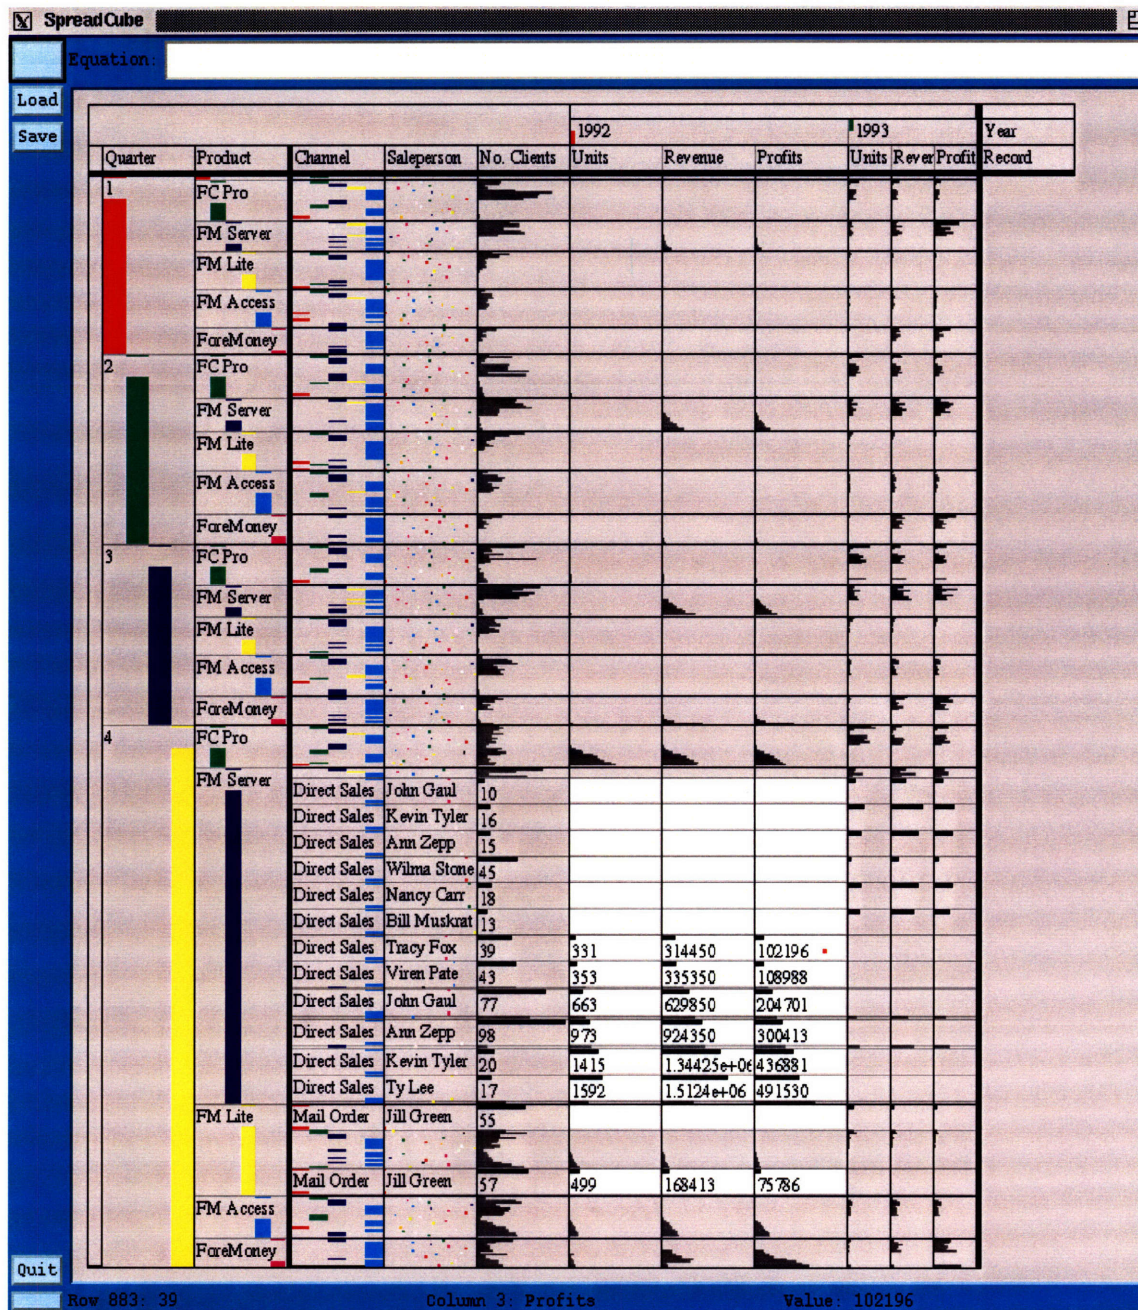 SpreadCube
Equation:
Load
Save
1992 1993 Year
Quarter Product Channel Saleperson No. Clients Units Revenue Profits Units Rever Profit Record
1
FC Pro
FM Server
FM Lite
FM Access
ForeMoney
2 FC Pro
FM Server
FM Lite
FM Access
ForeMoney
3 FC Pro
FM Server
FM Lite
FM Access
ForeMoney
4 FC Pro
FM Server
Direct Sales John Gaul 10
Direct Sales Kevin Tyler 16
Direct Sales Ann Zepp 15
Direct Sales Wilma Stone 45
Direct Sales Nancy Carr 18
Direct Sales Bill Muskrat 13
Direct Sales Tracy Fox 39 331 314450 102196
Direct Sales Viren Pate 43 353 335350 108988
Direct Sales John Gaul 77 663 629850 204701
Direct Sales Ann Zepp 98 973 924350 300413
Direct Sales Kevin Tyler 20 1415 1.34425e+06 436881
Direct Sales Ty Lee 17 1592 1.5124e+06 491530
FM Lite Mail Order Jill Green 55
Mail Order Jill Green 57 499 168413 75786
FM Access
ForeMoney
Quit
Row 883: 39 Column 3: Profits Value: 102196